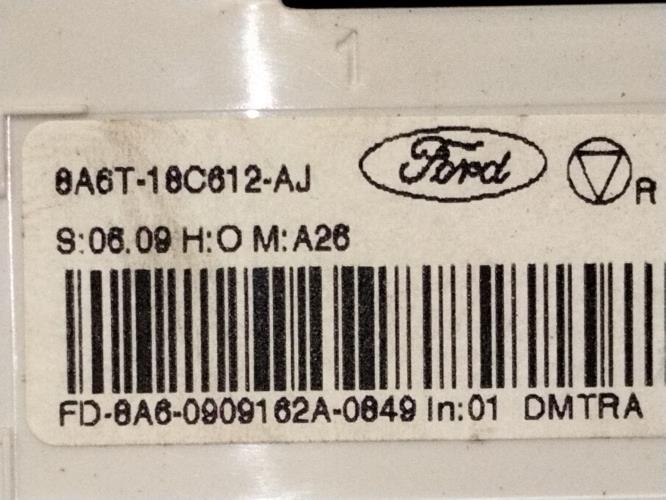 1
8A6T-18C612-AJ Ford R
S:06.09 H:O M:A26
FD-8A6-0909162A-0849 In:01 DMTRA